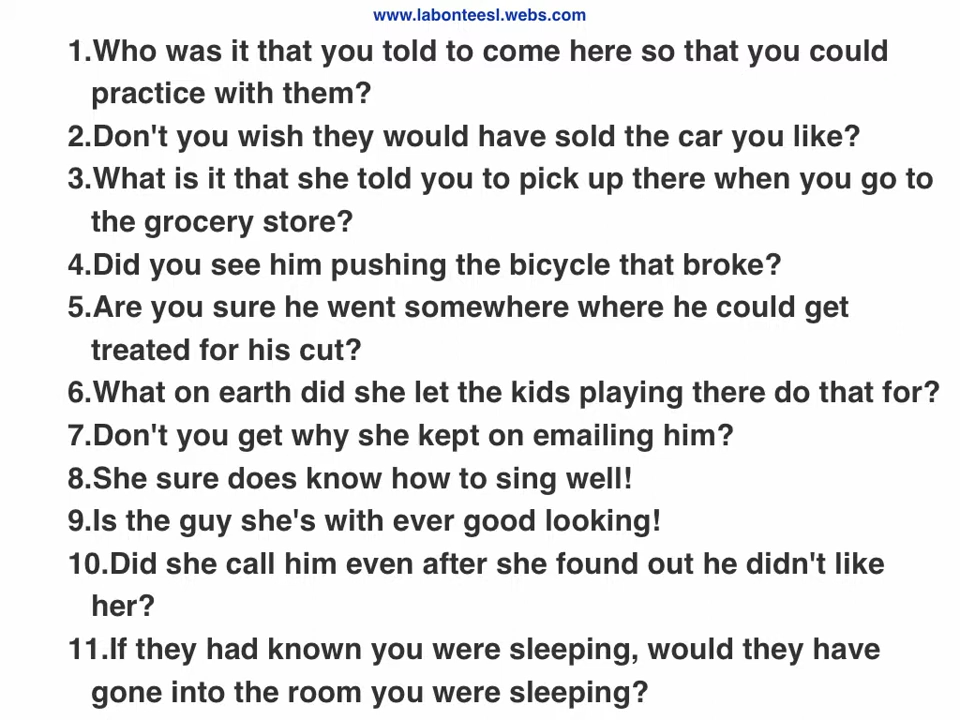 www.labonteesl.webs.com
1.Who was it that you told to come here so that you could
practice with them?
2.Don't you wish they would have sold the car you like?
3.What is it that she told you to pick up there when you go to
the grocery store?
4.Did you see him pushing the bicycle that broke?
5.Are you sure he went somewhere where he could get
treated for his cut?
6.What on earth did she let the kids playing there do that for?
7.Don't you get why she kept on emailing him?
8.She sure does know how to sing well!
9.Is the guy she's with ever good looking!
10.Did she call him even after she found out he didn't like
her?
11.If they had known you were sleeping, would they have
gone into the room you were sleeping?